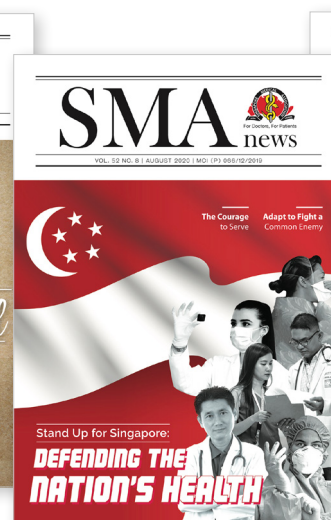 SMA
news
For Doctors, For Patients
VOL. 52 NO. 8 | AUGUST 2020 | MCI (P) 066/12/2019
The Courage
to Serve
Adapt to Fight a
Common Enemy
Stand Up for Singapore:
DEFENDING THE
NATION'S HEALTH